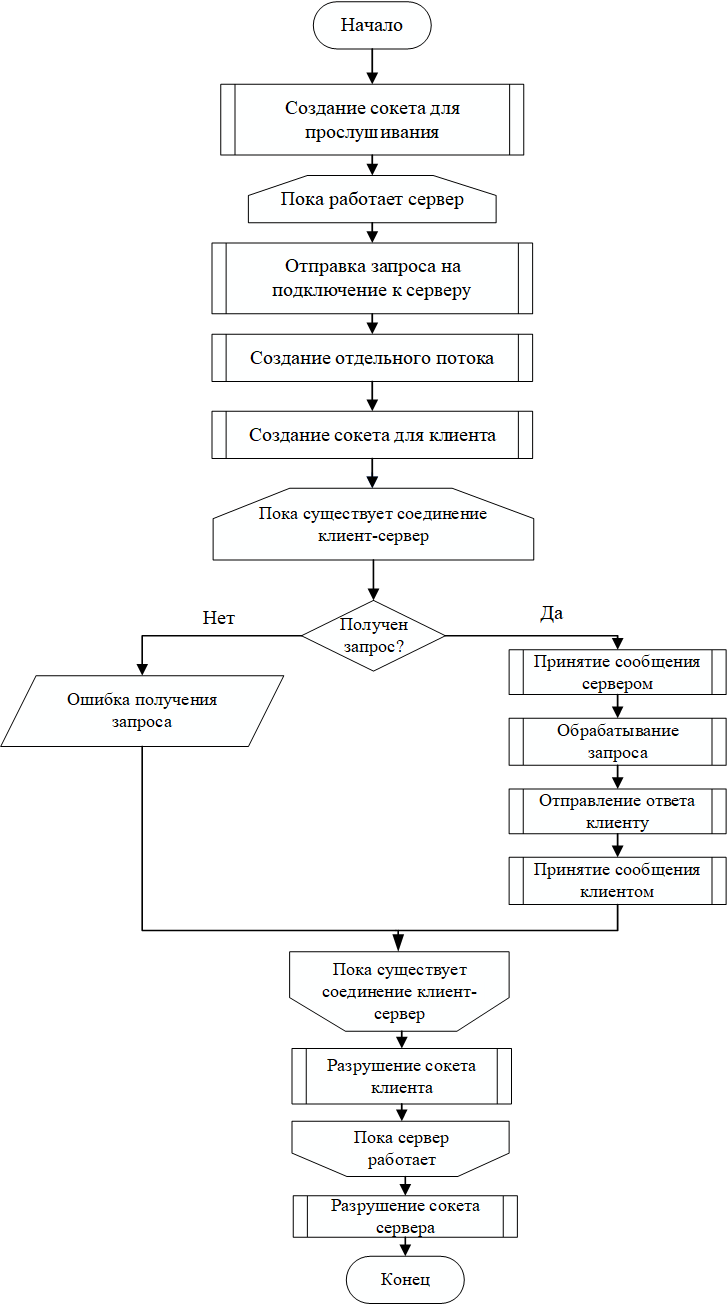 Начало
Создание сокета для
прослушивания
Пока работает сервер
Отправка запроса на
подключение к серверу
Создание отдельного потока
Создание сокета для клиента
Пока существует соединение
клиент-сервер
Получен
запрос?
Нет
Да
Ошибка получения
запроса
Принятие сообщения
сервером
Обрабатывание
запроса
Отправление ответа
клиенту
Принятие сообщения
клиентом
Пока существует
соединение клиент-
сервер
Разрушение сокета
клиента
Пока сервер
работает
Разрушение сокета
сервера
Конец